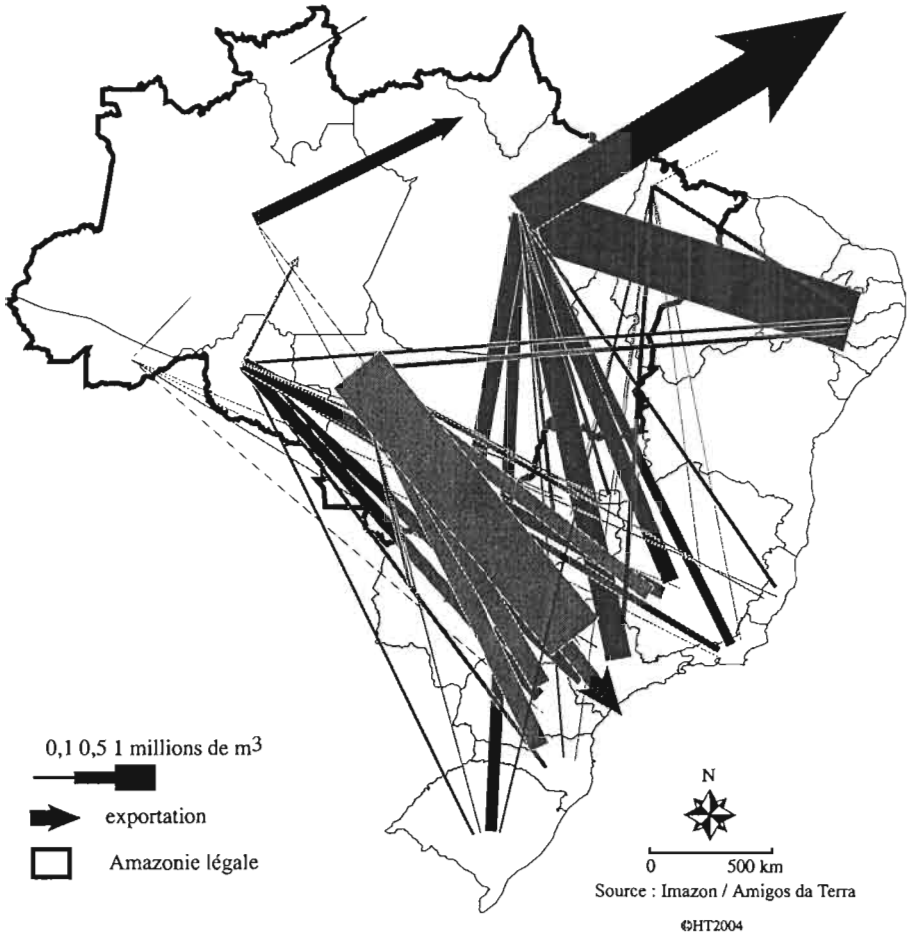 0,1 0,5 1 millions de m3
exportation
Amazonie légale
N
0 500 km
Source : Imazon / Amigos da Terra
©HT2004